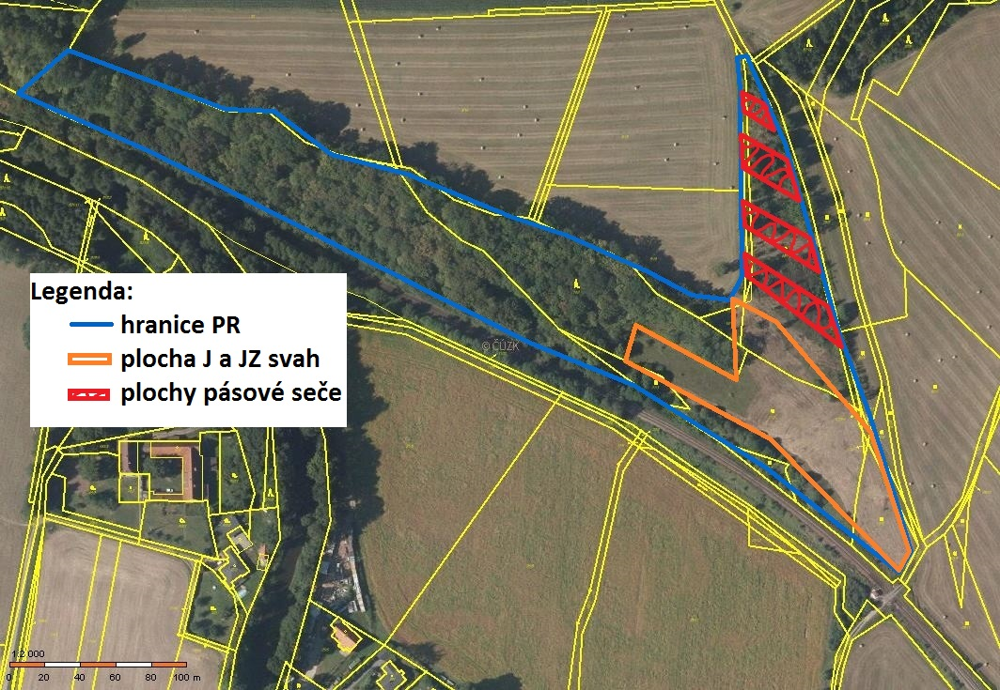 © ČÚZK
Legenda:
hranice PR
plocha J a JZ svah
plochy pásové seče
1:2 000
0 20 40 60 80 100 m